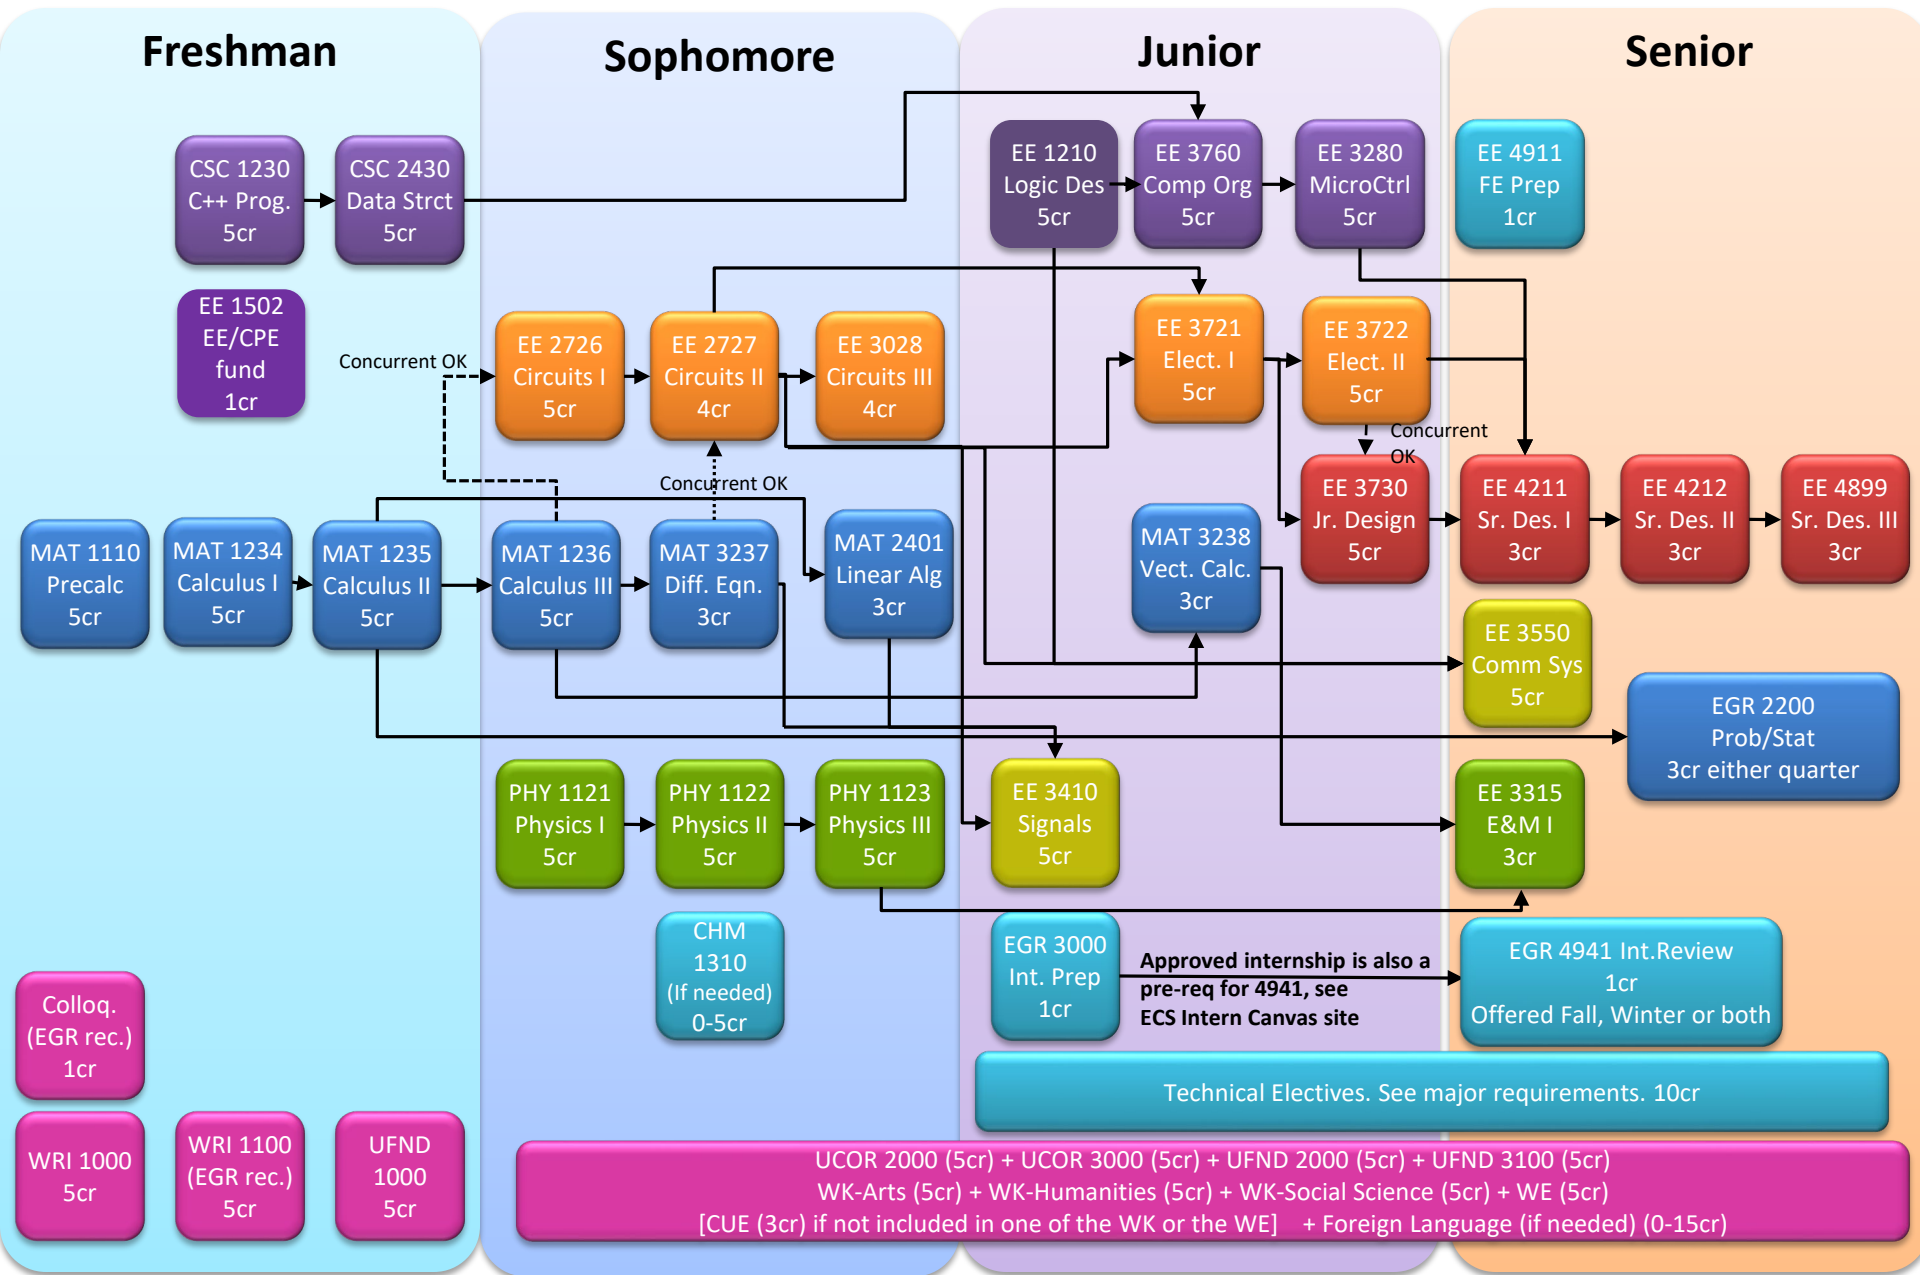 Freshman
Sophomore
Junior
Senior
CSC 1230
C++ Prog.
5cr
CSC 2430
Data Strct
5cr
EE 1210
Logic Des
5cr
EE 3760
Comp Org
5cr
EE 3280
MicroCtrl
5cr
EE 4911
FE Prep
1cr
EE 1502
EE/CPE
fund
1cr
Concurrent OK
EE 2726
Circuits I
5cr
EE 2727
Circuits II
4cr
EE 3028
Circuits III
4cr
EE 3721
Elect. I
5cr
EE 3722
Elect. II
5cr
Concurrent
OK
Concurrent OK
MAT 1110
Precalc
5cr
MAT 1234
Calculus I
5cr
MAT 1235
Calculus II
5cr
MAT 1236
Calculus III
5cr
MAT 3237
Diff. Eqn.
3cr
MAT 2401
Linear Alg
3cr
MAT 3238
Vect. Calc.
3cr
EE 3730
Jr. Design
5cr
EE 4211
Sr. Des. I
3cr
EE 4212
Sr. Des. II
3cr
EE 4899
Sr. Des. III
3cr
EE 3550
Comm Sys
5cr
EGR 2200
Prob/Stat
3cr either quarter
PHY 1121
Physics I
5cr
PHY 1122
Physics II
5cr
PHY 1123
Physics III
5cr
EE 3410
Signals
5cr
EE 3315
E&M I
3cr
CHM
1310
(If needed)
0-5cr
EGR 3000
Int. Prep
1cr
Approved internship is also a
pre-req for 4941, see
ECS Intern Canvas site
EGR 4941 Int.Review
1cr
Offered Fall, Winter or both
Colloq.
(EGR rec.)
1cr
Technical Electives. See major requirements. 10cr
WRI 1000
5cr
WRI 1100
(EGR rec.)
5cr
UFND
1000
5cr
UCOR 2000 (5cr) + UCOR 3000 (5cr) + UFND 2000 (5cr) + UFND 3100 (5cr)
WK-Arts (5cr) + WK-Humanities (5cr) + WK-Social Science (5cr) + WE (5cr)
[CUE (3cr) if not included in one of the WK or the WE] + Foreign Language (if needed) (0-15cr)